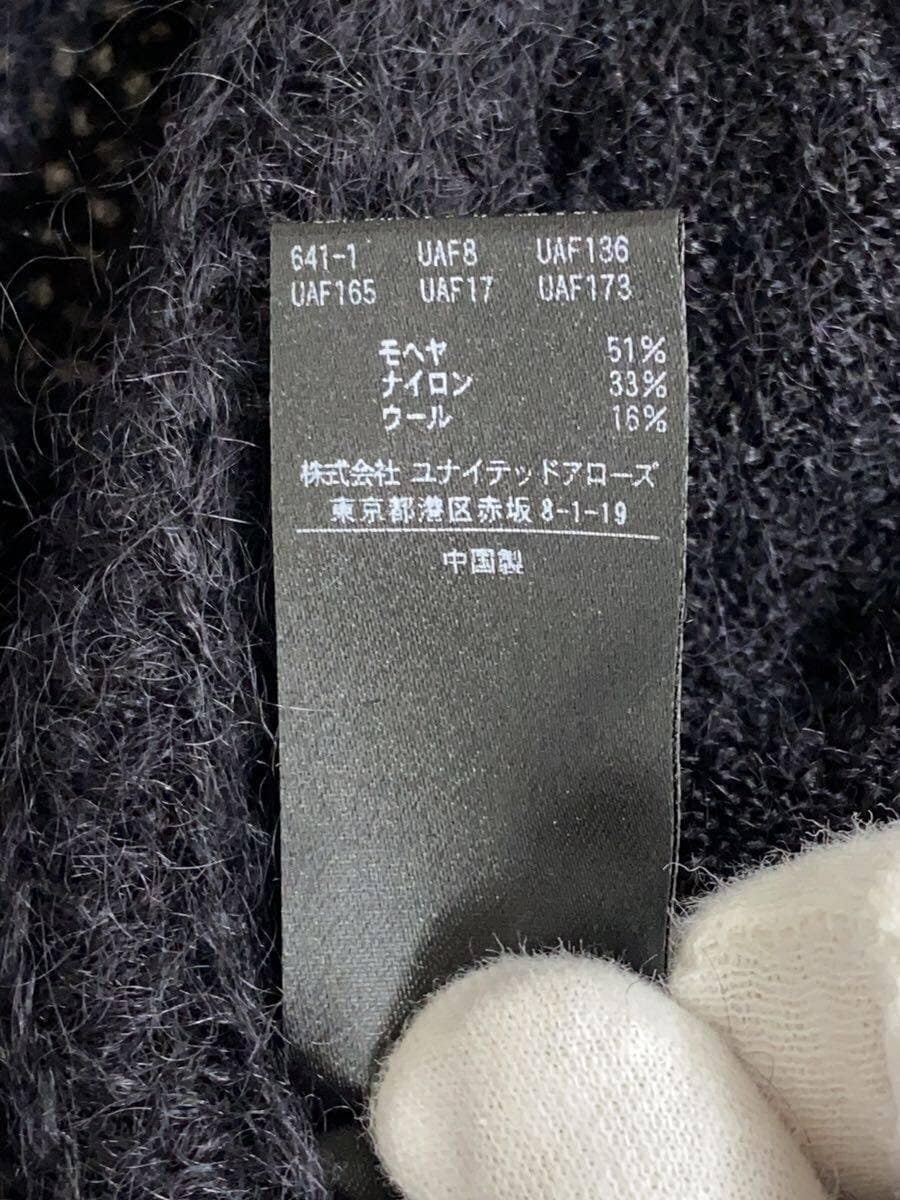 641-1 UAF8 UAF136
UAF165 UAF17 UAF173
モヘヤ 51%
ナイロン 33%
ウール 16%
株式会社 ユナイテッドアローズ
東京都港区赤坂 8-1-19
中国製